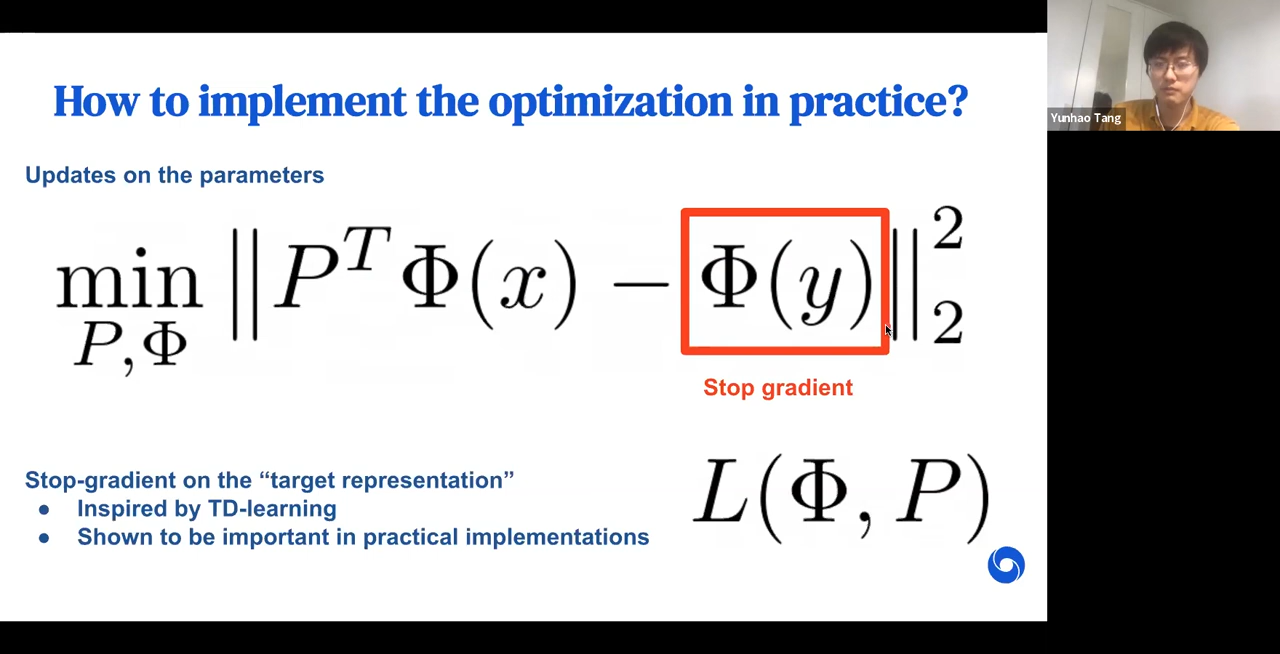 How to implement the optimization in practice?
Yunhao Tang
Updates on the parameters
min_{P,Φ} ‖P^T Φ(x) − Φ(y)‖_2^2
Stop gradient
Stop-gradient on the “target representation”
● Inspired by TD-learning
● Shown to be important in practical implementations
L(Φ, P)